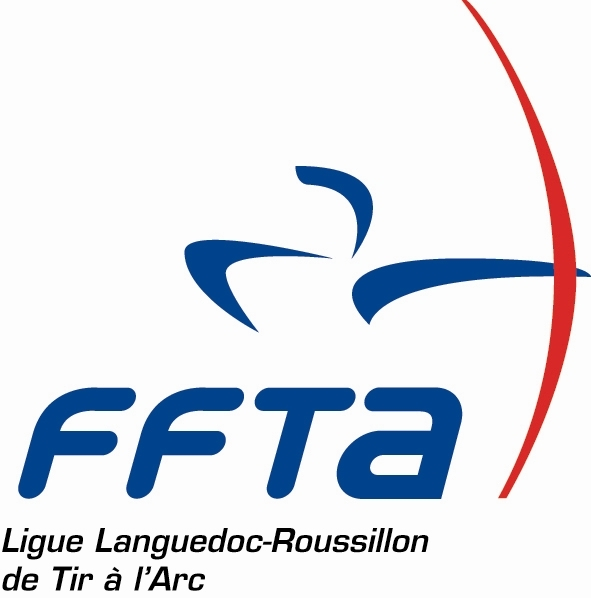 FFTa
Ligue Languedoc-Roussillon
de Tir à l'Arc